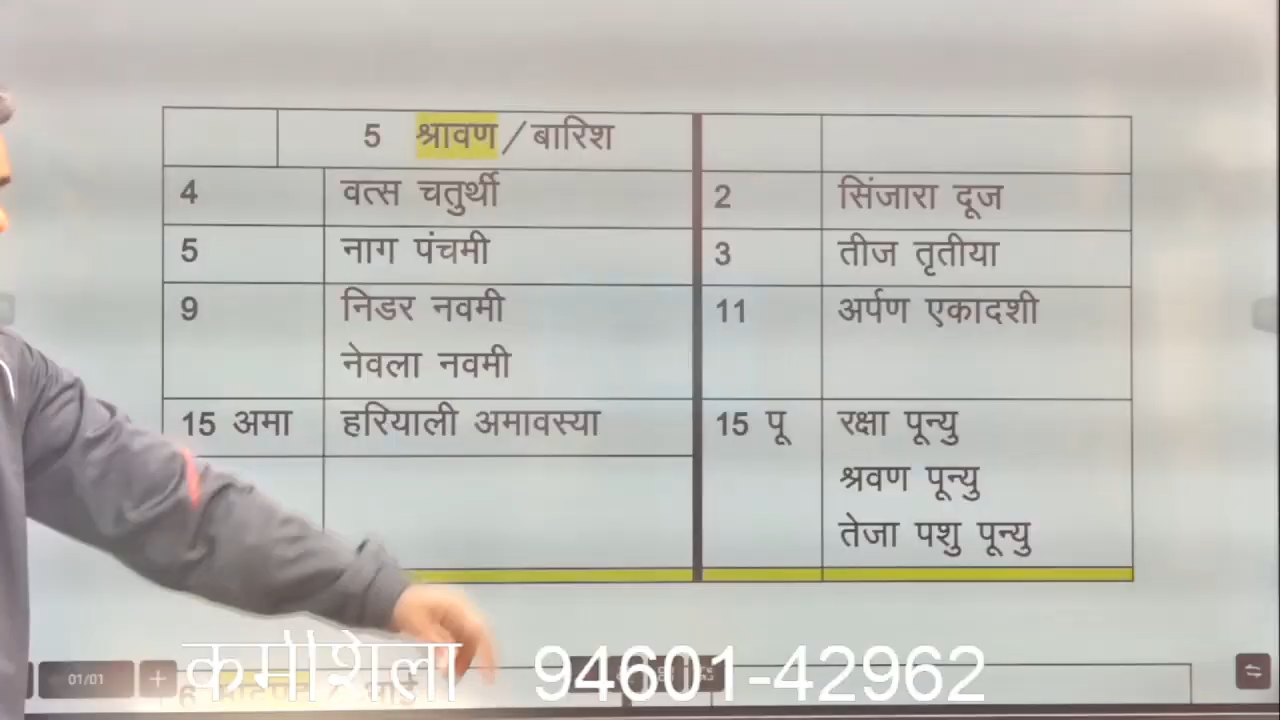 5 श्रावण / बारिश
4 वत्स चतुर्थी 2 सिंजारा दूज
5 नाग पंचमी 3 तीज तृतीया
9 निडर नवमी 11 अर्पण एकादशी
नेवला नवमी
15 अमा हरियाली अमावस्या 15 पू रक्षा पून्यु
श्रवण पून्यु
तेजा पशु पून्यु
कर्मशिला 94601-42962
01/01
6